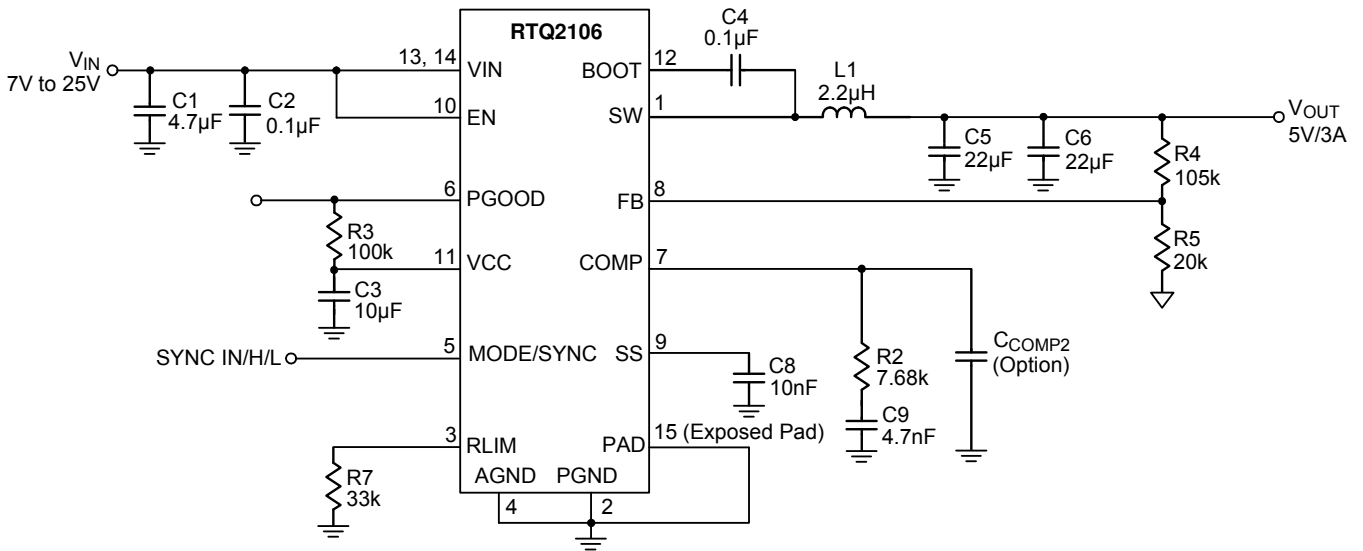 RTQ2106
VIN
7V to 25V
C1
4.7µF
C2
0.1µF
13, 14
VIN
10
EN
6
PGOOD
R3
100k
11
VCC
C3
10µF
SYNC IN/H/L
5
MODE/SYNC
3
RLIM
R7
33k
AGND
4
PGND
2
BOOT
12
C4
0.1µF
SW
1
L1
2.2µH
C5
22µF
C6
22µF
VOUT
5V/3A
R4
105k
FB
8
R5
20k
COMP
7
R2
7.68k
C9
4.7nF
CCOMP2
(Option)
SS
9
C8
10nF
PAD
15 (Exposed Pad)